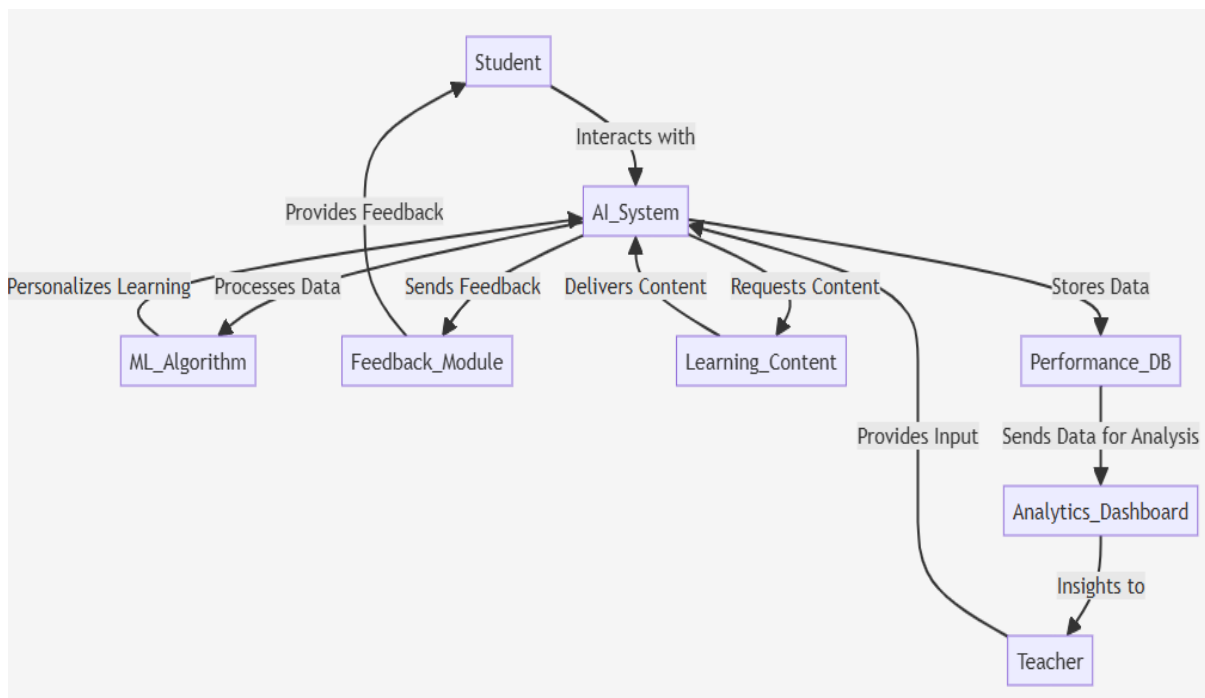 Student
Interacts with
AI_System
Provides Feedback
Personalizes Learning
Processes Data
Sends Feedback
Delivers Content
Requests Content
Stores Data
ML_Algorithm
Feedback_Module
Learning_Content
Performance_DB
Provides Input
Sends Data for Analysis
Analytics_Dashboard
Insights to
Teacher